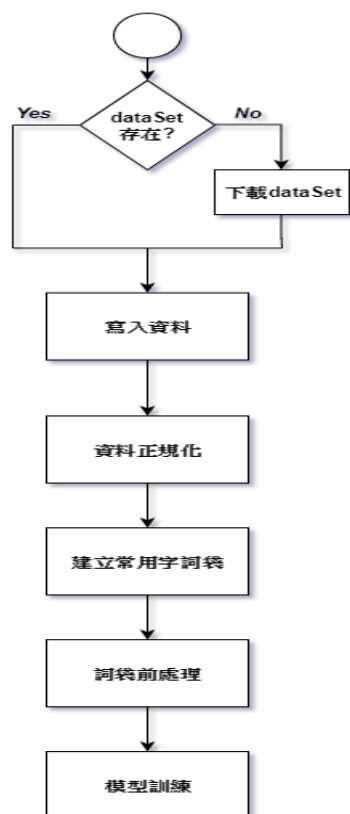 dataSet
存在?
Yes
No
下載dataSet
寫入資料
資料正規化
建立常用字詞袋
詞袋前處理
模型訓練